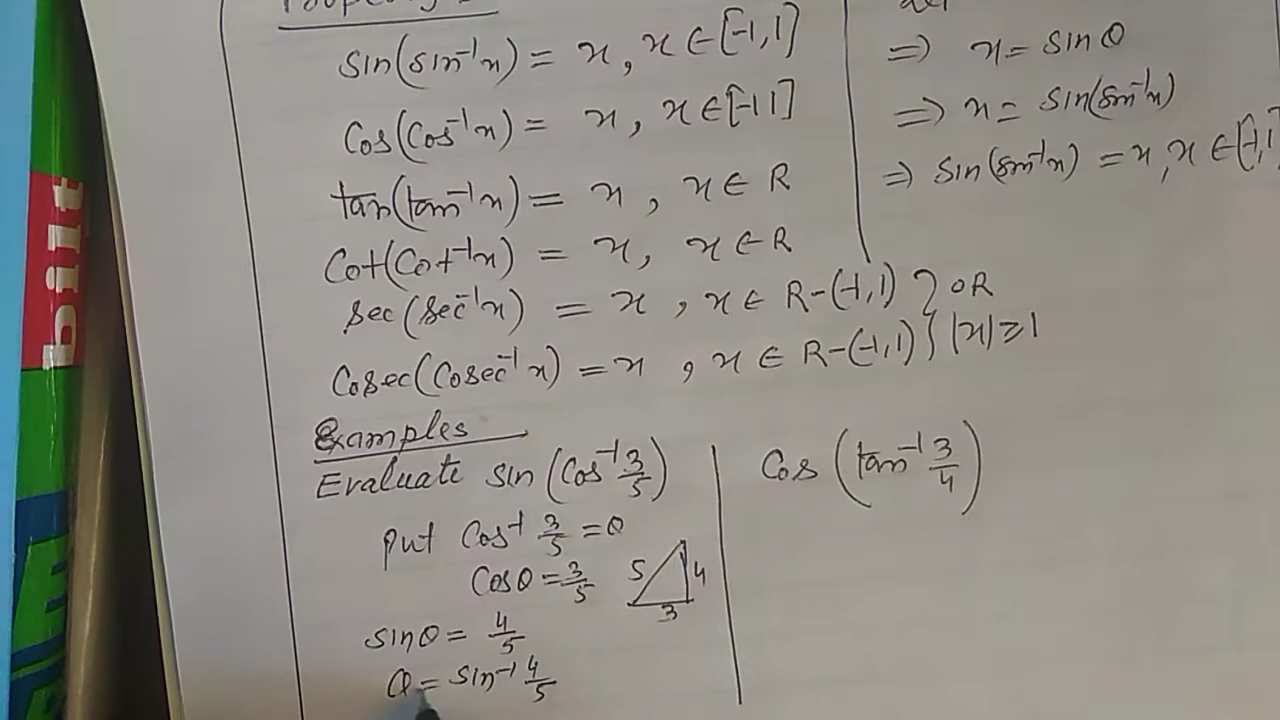 sin(sin⁻¹x) = x, x ∈ [-1,1]
Cos(Cos⁻¹x) = x, x ∈ [-1 1]
tan(tan⁻¹x) = x, x ∈ R
Cot(Cot⁻¹x) = x, x ∈ R
sec(sec⁻¹x) = x, x ∈ R-(-1,1) } OR
Cosec(Cosec⁻¹x) = x, x ∈ R-(-1,1) } |x| ≥ 1
⇒ x = sin θ
⇒ x = sin(sin⁻¹x)
⇒ sin(sin⁻¹x) = x, x ∈ [-1,1]
Examples
Evaluate sin(Cos⁻¹ 3/5)
put Cos⁻¹ 3/5 = θ
Cos θ = 3/5
5 4
3
sin θ = 4/5
θ = sin⁻¹ 4/5
Cos(tan⁻¹ 3/4)
bilt